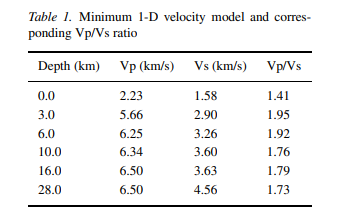 Table 1. Minimum 1-D velocity model and corres-
ponding Vp/Vs ratio
Depth (km) Vp (km/s) Vs (km/s) Vp/Vs
0.0 2.23 1.58 1.41
3.0 5.66 2.90 1.95
6.0 6.25 3.26 1.92
10.0 6.34 3.60 1.76
16.0 6.50 3.63 1.79
28.0 6.50 4.56 1.73